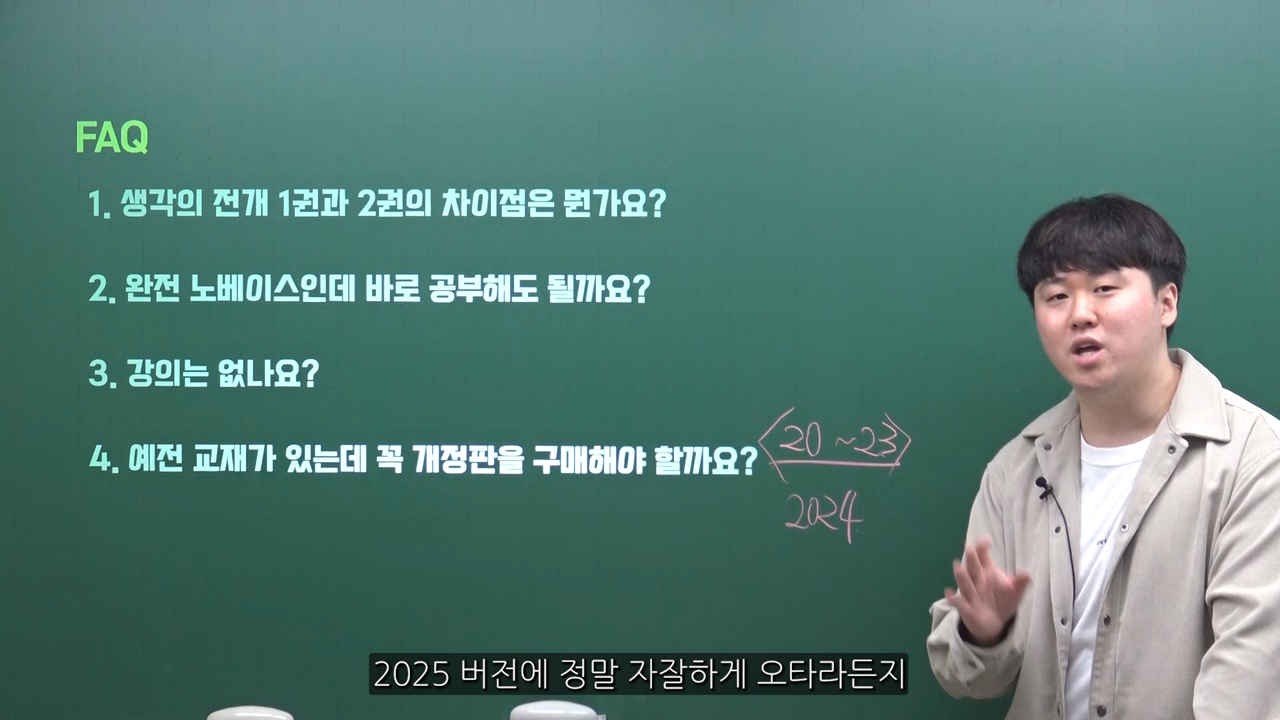 FAQ
1. 생각의 전개 1권과 2권의 차이점은 뭔가요?
2. 완전 노베이스인데 바로 공부해도 될까요?
3. 강의는 없나요?
4. 예전 교재가 있는데 꼭 개정판을 구매해야 할까요?
<20 ~23>
2024
2025 버전에 정말 자잘하게 오타라든지